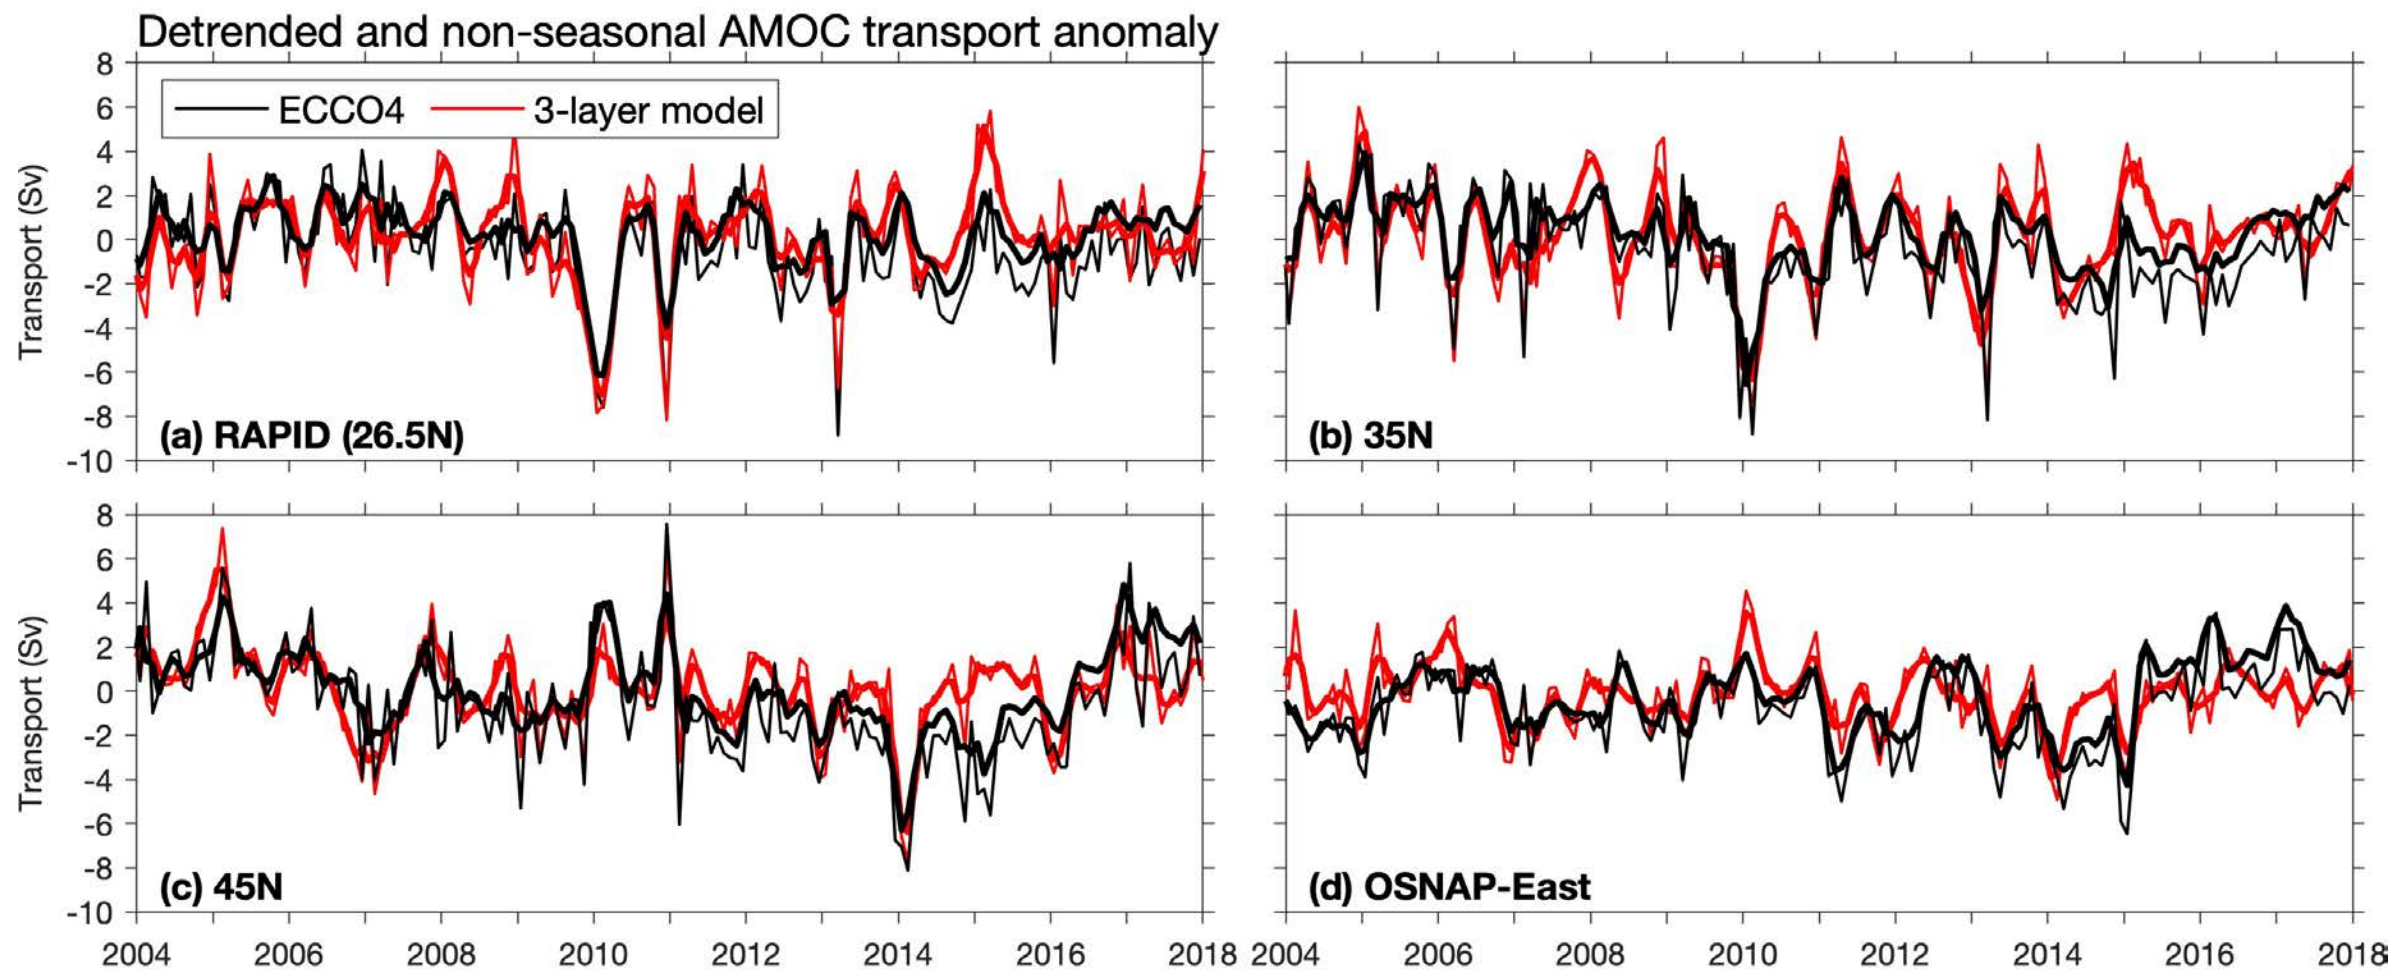 Detrended and non-seasonal AMOC transport anomaly
ECCO4 3-layer model
Transport (Sv)
8
6
4
2
0
-2
-4
-6
-8
-10
(a) RAPID (26.5N)
(b) 35N
Transport (Sv)
8
6
4
2
0
-2
-4
-6
-8
-10
(c) 45N
(d) OSNAP-East
2004 2006 2008 2010 2012 2014 2016 2018
2004 2006 2008 2010 2012 2014 2016 2018